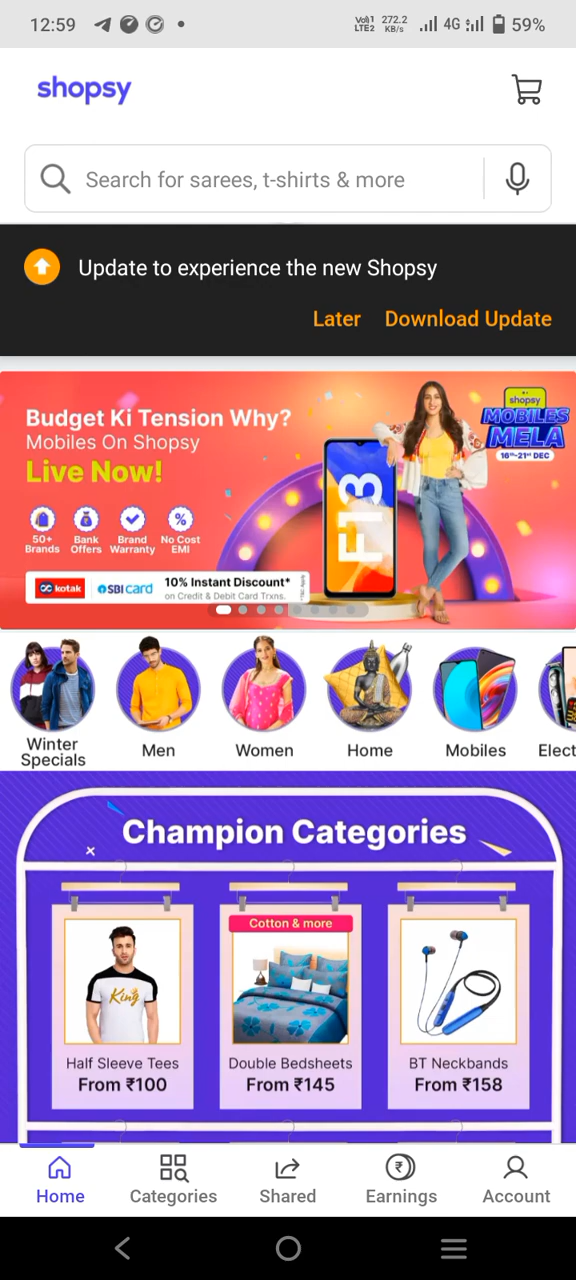 12:59
Vo))1 LTE2 272.2 KB/s 4G 59%
shopsy
Search for sarees, t-shirts & more
Update to experience the new Shopsy
Later Download Update
Budget Ki Tension Why?
Mobiles On Shopsy
Live Now!
50+ Brands
Bank Offers
Brand Warranty
No Cost EMI
kotak
SBI card
10% Instant Discount*
on Credit & Debit Card Trxns.
F13
shopsy
MOBILES
MELA
16th-21st DEC
Winter Specials
Men
Women
Home
Mobiles
Elect
Champion Categories
King
Half Sleeve Tees
From ₹100
Cotton & more
Double Bedsheets
From ₹145
BT Neckbands
From ₹158
Home
Categories
Shared
Earnings
Account